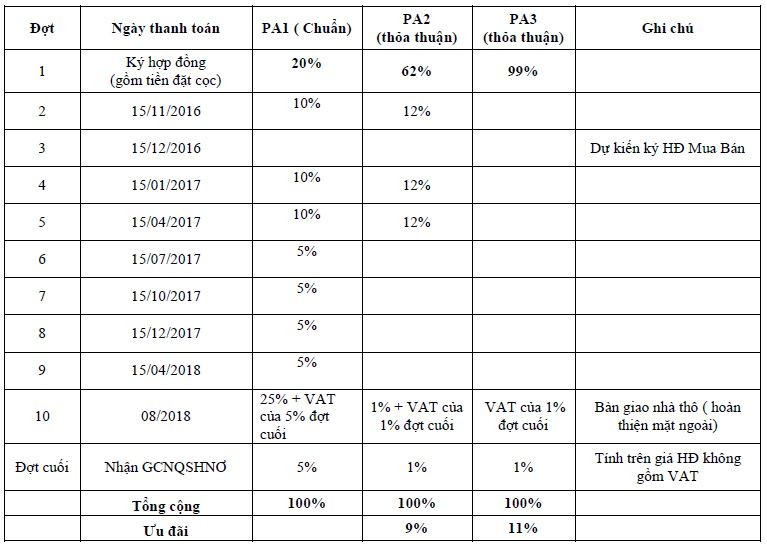 Đợt Ngày thanh toán PA1 ( Chuẩn) PA2 (thỏa thuận) PA3 (thỏa thuận) Ghi chú
1 Ký hợp đồng (gồm tiền đặt cọc) 20% 62% 99%
2 15/11/2016 10% 12%
3 15/12/2016 Dự kiến ký HĐ Mua Bán
4 15/01/2017 10% 12%
5 15/04/2017 10% 12%
6 15/07/2017 5%
7 15/10/2017 5%
8 15/12/2017 5%
9 15/04/2018 5%
10 08/2018 25% + VAT của 5% đợt cuối 1% + VAT của 1% đợt cuối VAT của 1% đợt cuối Bàn giao nhà thô ( hoàn thiện mặt ngoài)
Đợt cuối Nhận GCNQSHNƠ 5% 1% 1% Tính trên giá HĐ không gồm VAT
Tổng cộng 100% 100% 100%
Ưu đãi 9% 11%